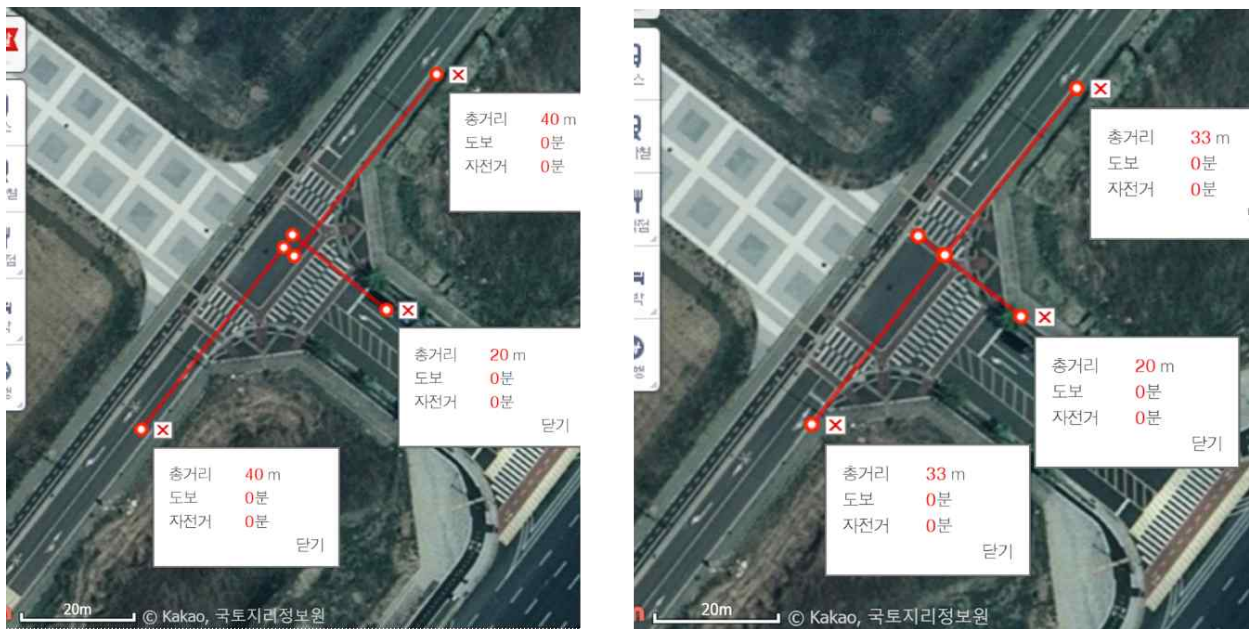 총거리 40 m
도보 0분
자전거 0분
총거리 20 m
도보 0분
자전거 0분
닫기
총거리 40 m
도보 0분
자전거 0분
닫기
20m
© Kakao, 국토지리정보원
총거리 33 m
도보 0분
자전거 0분
총거리 20 m
도보 0분
자전거 0분
닫기
총거리 33 m
도보 0분
자전거 0분
닫기
20m
© Kakao, 국토지리정보원